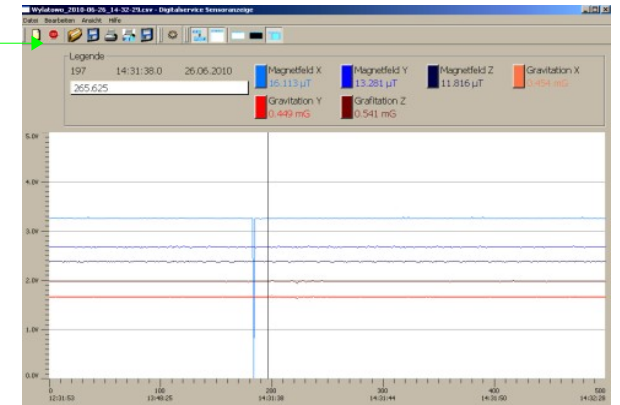 Wylatowo_2010-06-26_14-32-29.csv - Digitalservice Sensoranzeige
Datei Bearbeiten Ansicht Hilfe
Legende
197 14:31:38.0 26.06.2010
265.625
Magnetfeld X
16.113 µT
Magnetfeld Y
13.281 µT
Magnetfeld Z
11.816 µT
Gravitation X
0.454 mG
Gravitation Y
0.449 mG
Grafitation Z
0.541 mG
5.0V
4.0V
3.0V
2.0V
1.0V
0.0V
0 100 200 300 400 500
12:31:53 13:48:25 14:31:38 14:31:44 14:31:50 14:32:28